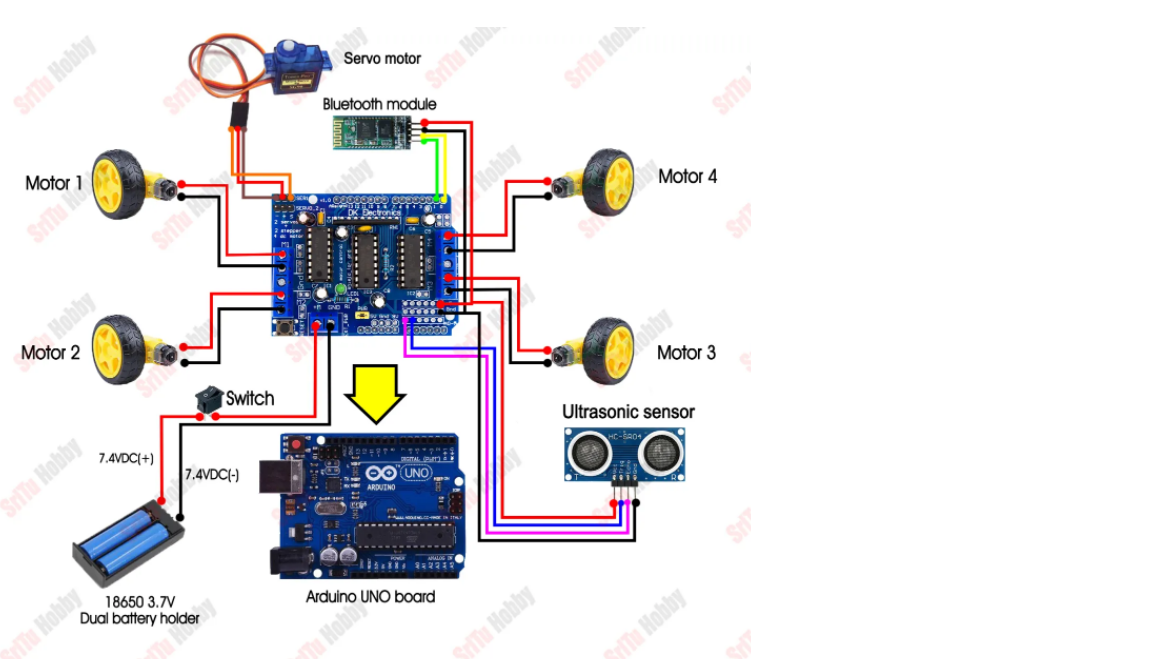 Servo motor
Bluetooth module
Motor 1
Motor 4
DK Electronics
Motor 2
Motor 3
Switch
Ultrasonic sensor
HC-SR04
7.4VDC(+)
7.4VDC(-)
UNO
ARDUINO
18650 3.7V
Dual battery holder
Arduino UNO board
SriTu Hobby